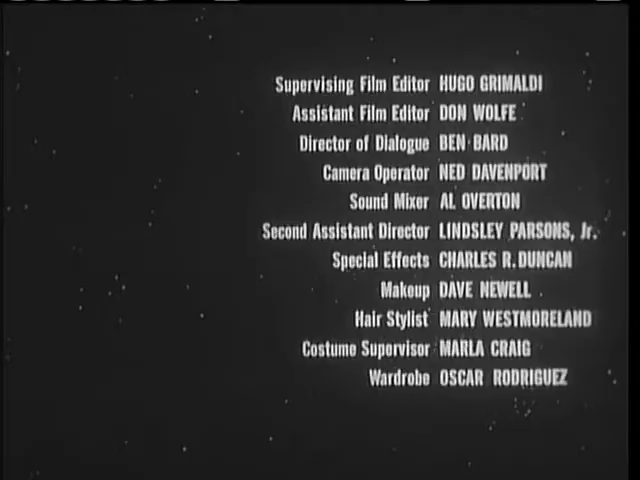 Supervising Film Editor HUGO GRIMALDI
Assistant Film Editor DON WOLFE
Director of Dialogue BEN BARD
Camera Operator NED DAVENPORT
Sound Mixer AL OVERTON
Second Assistant Director LINDSLEY PARSONS, Jr.
Special Effects CHARLES R. DUNCAN
Makeup DAVE NEWELL
Hair Stylist MARY WESTMORELAND
Costume Supervisor MARLA CRAIG
Wardrobe OSCAR RODRIGUEZ